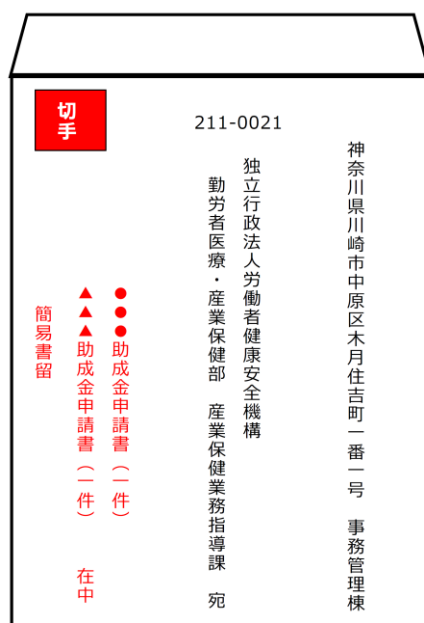 切手
211-0021
神奈川県川崎市中原区木月住吉町一番一号　事務管理棟
独立行政法人労働者健康安全機構
勤労者医療・産業保健部　産業保健業務指導課　宛
●●●助成金申請書（一件）
▲▲▲助成金申請書（一件）　在中
簡易書留